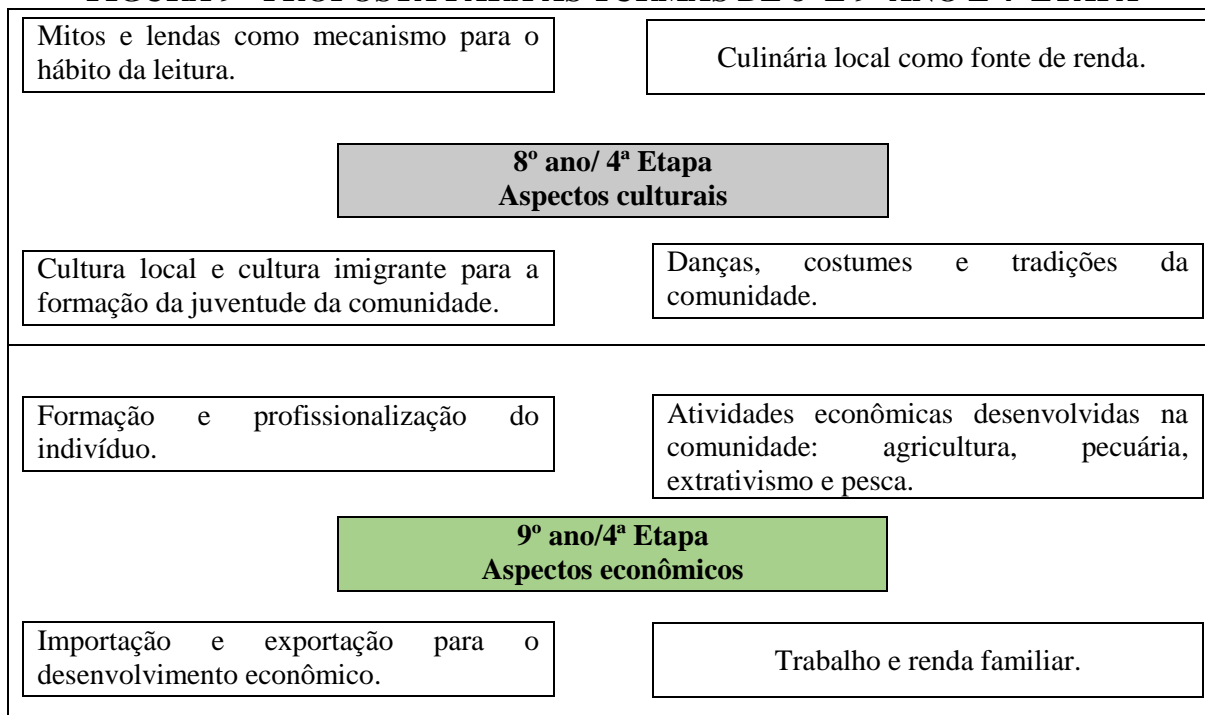 Mitos e lendas como mecanismo para o
hábito da leitura.
Culinária local como fonte de renda.
8º ano/ 4ª Etapa
Aspectos culturais
Cultura local e cultura imigrante para a
formação da juventude da comunidade.
Danças, costumes e tradições da
comunidade.
Formação e profissionalização do
indivíduo.
Atividades econômicas desenvolvidas na
comunidade: agricultura, pecuária,
extrativismo e pesca.
9º ano/4ª Etapa
Aspectos econômicos
Importação e exportação para o
desenvolvimento econômico.
Trabalho e renda familiar.